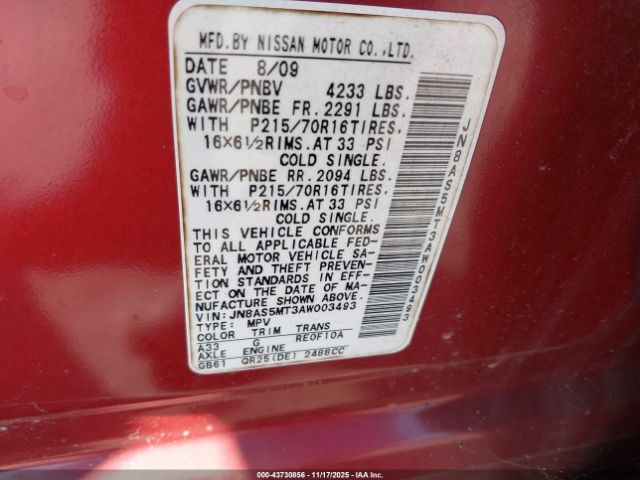 MFD.BY NISSAN MOTOR CO.,LTD.
DATE 8/09
GVWR/PNBV 4233 LBS.
GAWR/PNBE FR. 2291 LBS.
WITH P215/70R16TIRES,
16X6½RIMS.AT 33 PSI
COLD SINGLE.
GAWR/PNBE RR. 2094 LBS.
WITH P215/70R16TIRES,
16X6½RIMS.AT 33 PSI
COLD SINGLE.
THIS VEHICLE CONFORMS
TO ALL APPLICABLE FED-
ERAL MOTOR VEHICLE SA-
FETY AND THEFT PREVEN-
TION STANDARDS IN EFF-
ECT ON THE DATE OF MA-
NUFACTURE SHOWN ABOVE.
VIN: JN8AS5MT3AW003493
TYPE: MPV
COLOR TRIM TRANS
A33 G RE0F10A
AXLE ENGINE
GB61 QR25(DE) 2488CC
JN8AS5MT3AW003493
000-43730856 - 11/17/2025 - IAAI.COM